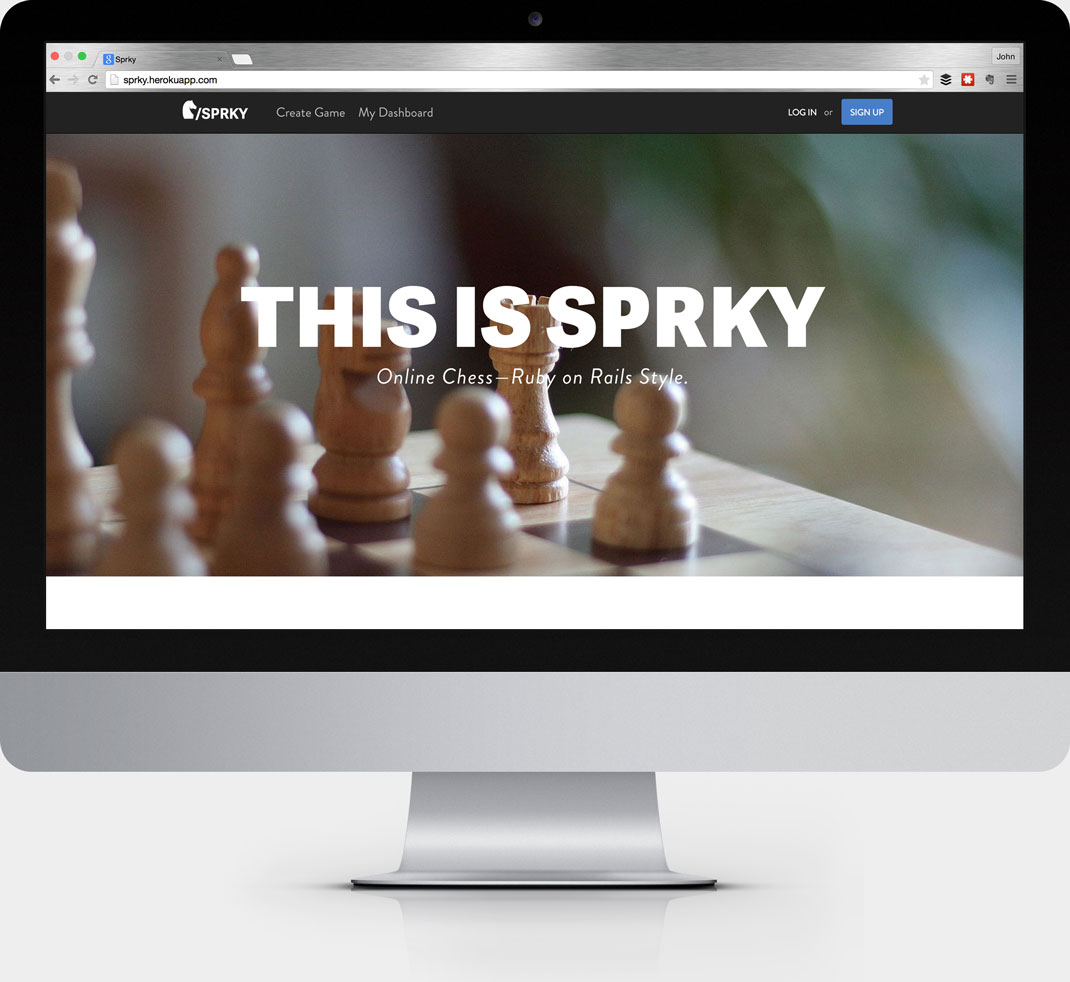 Sprky
John
sprky.herokuapp.com
/SPRKY
Create Game
My Dashboard
LOG IN or SIGN UP
THIS IS SPRKY
Online Chess—Ruby on Rails Style.